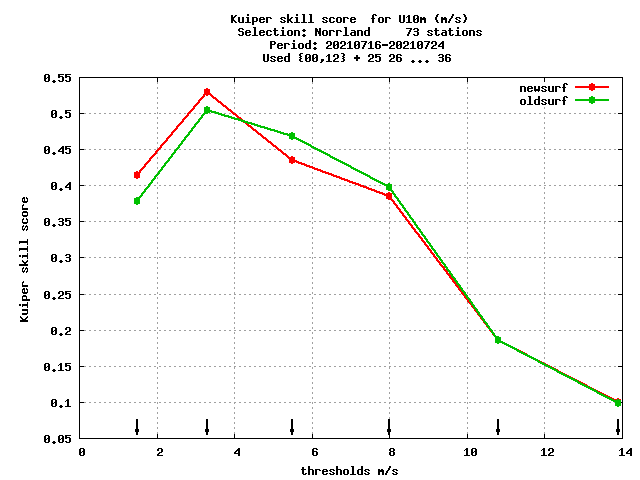 Kuiper skill score  for U10m (m/s)
Selection: Norrland     73 stations
Period: 20210716-20210724
Used {00,12} + 25 26 ... 36
newsurf
oldsurf
Kuiper skill score
0.55
0.5
0.45
0.4
0.35
0.3
0.25
0.2
0.15
0.1
0.05
0 2 4 6 8 10 12 14
thresholds m/s